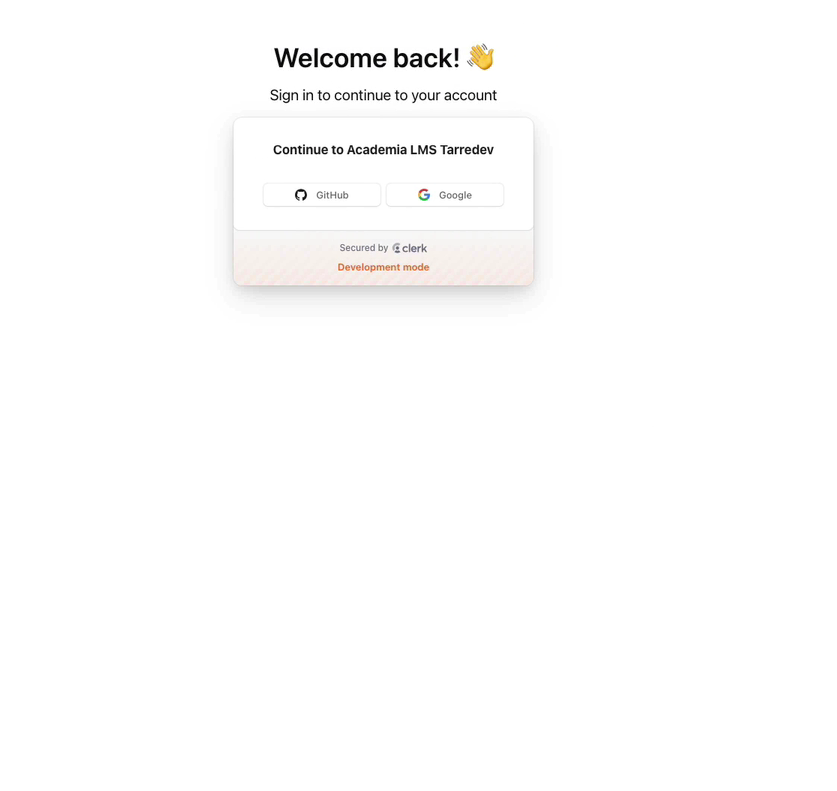 Welcome back! 👋
Sign in to continue to your account
Continue to Academia LMS Tarredev
GitHub
Google
Secured by clerk
Development mode